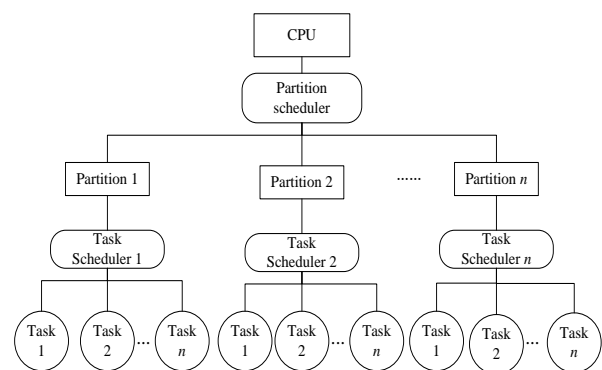 CPU
Partition
scheduler
Partition 1
Partition 2
......
Partition n
Task
Scheduler 1
Task
Scheduler 2
Task
Scheduler n
Task
1
Task
2
...
Task
n
Task
1
Task
2
...
Task
n
Task
1
Task
2
...
Task
n